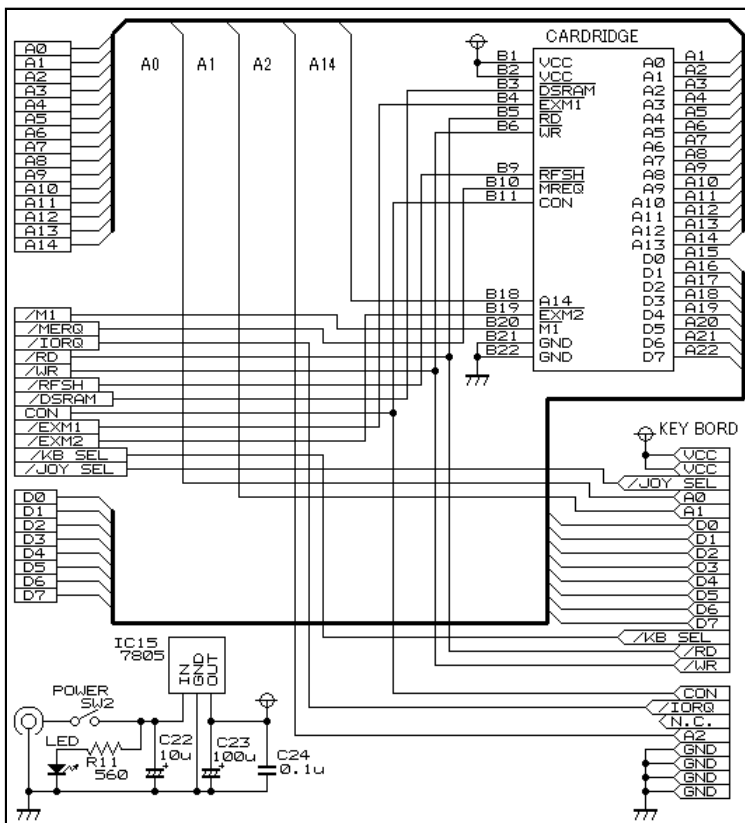 A0
A1
A2
A3
A4
A5
A6
A7
A8
A9
A10
A11
A12
A13
A14
A0 A1 A2 A14
CARDRIDGE
B1
B2
B3
B4
B5
B6
B9
B10
B11
B18
B19
B20
B21
B22
VCC
VCC
DSRAM
EXM1
RD
WR
RFSH
MREQ
CON
A14
EXM2
M1
GND
GND
A0
A1
A2
A3
A4
A5
A6
A7
A8
A9
A10
A11
A12
A13
D0
D1
D2
D3
D4
D5
D6
D7
A1
A2
A3
A4
A5
A6
A7
A8
A9
A10
A11
A12
A13
A14
A15
A16
A17
A18
A19
A20
A21
A22
/M1
/MERQ
/IORQ
/RD
/WR
/RFSH
/DSRAM
CON
/EXM1
/EXM2
/KB SEL
/JOY SEL
D0
D1
D2
D3
D4
D5
D6
D7
KEY BORD
VCC
VCC
/JOY SEL
A0
A1
D0
D1
D2
D3
D4
D5
D6
D7
/KB SEL
/RD
/WR
CON
/IORQ
N.C.
A2
GND
GND
GND
GND
IC15
7805
IN
GND
OUT
POWER
SW2
LED
R11
560
C22
10u
+
C23
100u
+
C24
0.1u